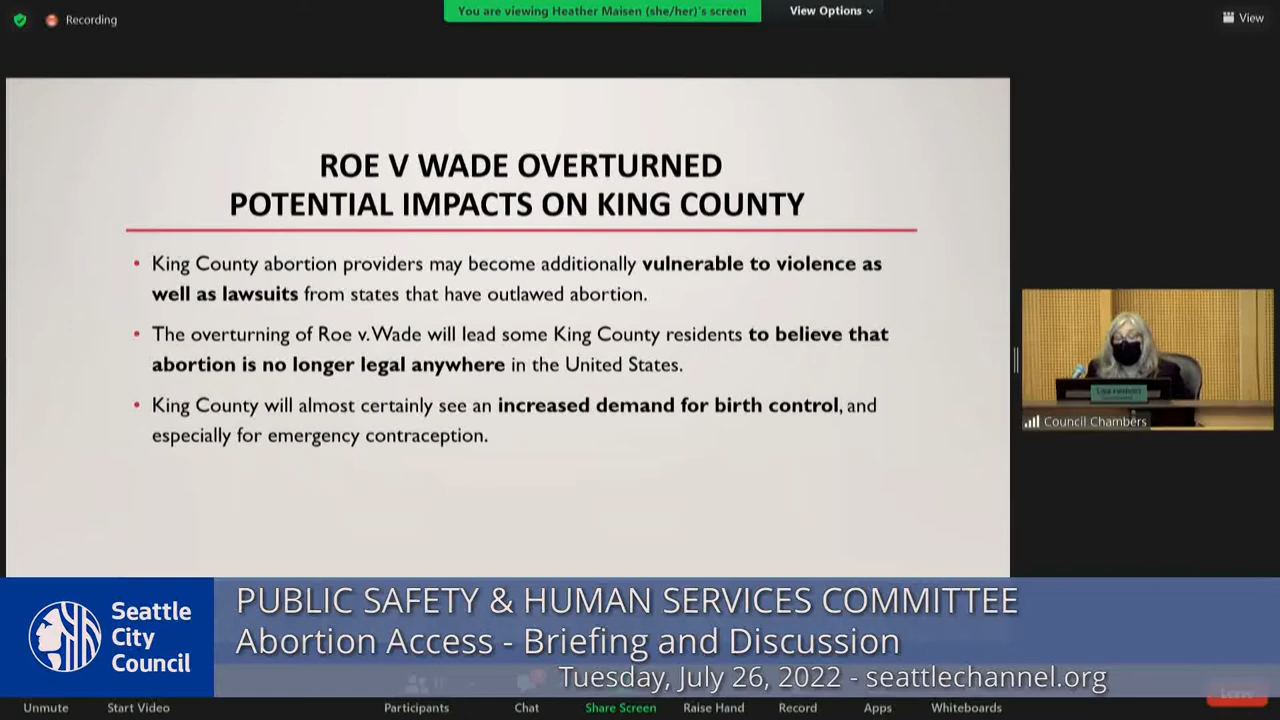 Recording
You are viewing Heather Maisen (she/her)'s screen
View Options
View
ROE V WADE OVERTURNED
POTENTIAL IMPACTS ON KING COUNTY
• King County abortion providers may become additionally vulnerable to violence as
well as lawsuits from states that have outlawed abortion.
• The overturning of Roe v. Wade will lead some King County residents to believe that
abortion is no longer legal anywhere in the United States.
• King County will almost certainly see an increased demand for birth control, and
especially for emergency contraception.
Council Chambers
Seattle
City
Council
PUBLIC SAFETY & HUMAN SERVICES COMMITTEE
Abortion Access - Briefing and Discussion
Tuesday, July 26, 2022 - seattlechannel.org
Unmute
Start Video
Participants
Chat
Share Screen
Raise Hand
Record
Apps
Whiteboards
Leave